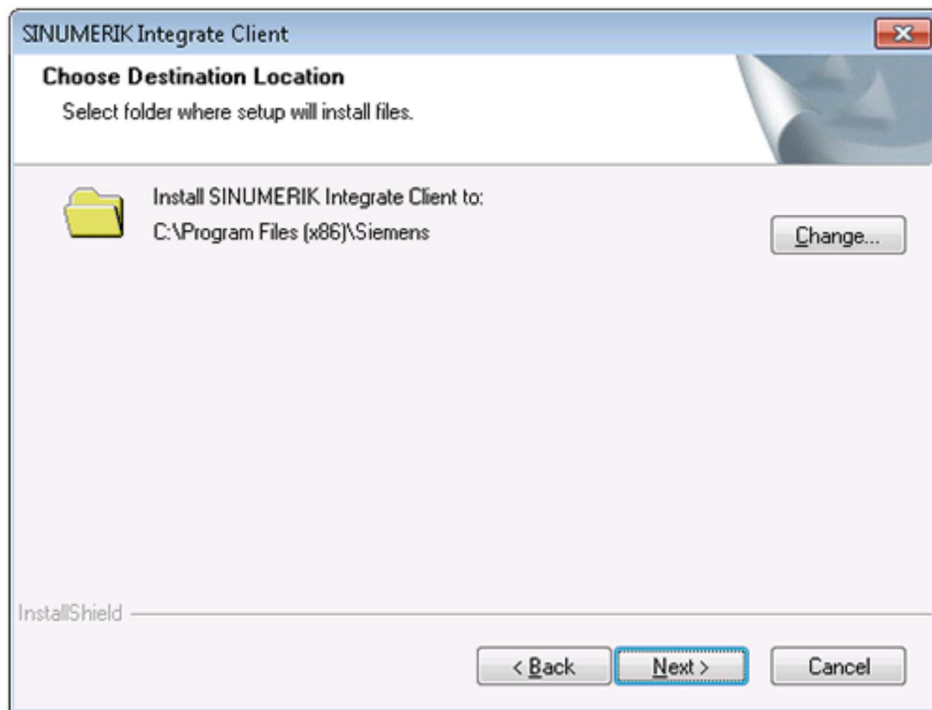 SINUMERIK Integrate Client
Choose Destination Location
Select folder where setup will install files.
Install SINUMERIK Integrate Client to:
C:\Program Files (x86)\Siemens
Change...
InstallShield
< Back
Next >
Cancel